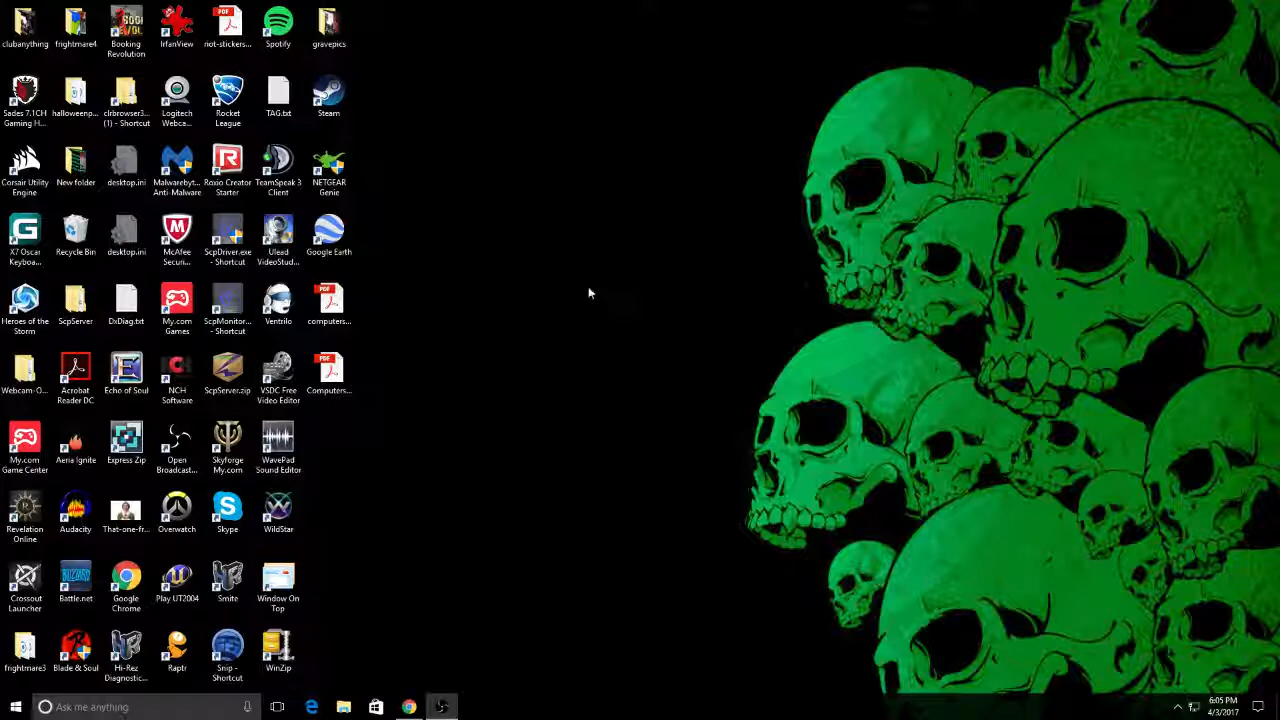 clubanything
frightmare4
Booking
Revolution
IrfanView
riot-stickers...
Spotify
gravepics
Sades 7.1CH
Gaming H...
halloweenp...
clrbrowser3...
(1) - Shortcut
Logitech
Webca...
Rocket
League
TAG.txt
Steam
Corsair Utility
Engine
New folder
desktop.ini
Malwarebyt...
Anti-Malware
Roxio Creator
Starter
TeamSpeak 3
Client
NETGEAR
Genie
X7 Oscar
Keyboa...
Recycle Bin
desktop.ini
McAfee
Securi...
ScpDriver.exe
- Shortcut
Ulead
VideoStud...
Google Earth
Heroes of the
Storm
ScpServer
DxDiag.txt
My.com
Games
ScpMonitor...
- Shortcut
Ventrilo
computers...
Webcam-O...
Acrobat
Reader DC
Echo of Soul
NCH
Software
ScpServer.zip
VSDC Free
Video Editor
Computers...
My.com
Game Center
Aeria Ignite
Express Zip
Open
Broadcast...
Skyforge
My.com
WavePad
Sound Editor
Revelation
Online
Audacity
That-one-fr...
Overwatch
Skype
WildStar
Crossout
Launcher
Battle.net
Google
Chrome
Play UT2004
Smite
Window On
Top
frightmare3
Blade & Soul
Hi-Rez
Diagnostic...
Raptr
Snip -
Shortcut
WinZip
Ask me anything
6:05 PM
4/3/2017